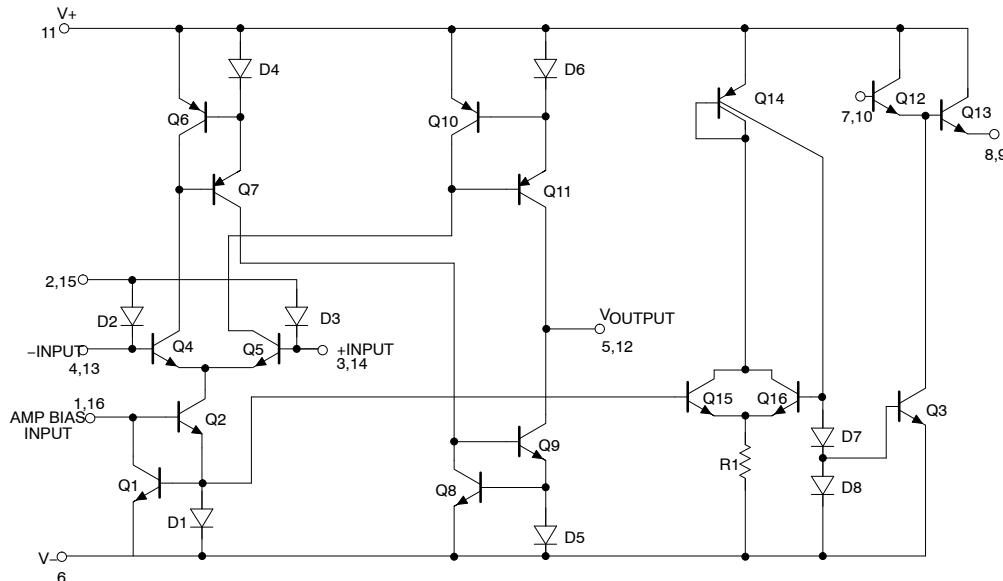 V+
11
D4
D6
Q6
Q10
Q14
Q12
Q13
7,10
8,9
Q7
Q11
2,15
D2
D3
VOUTPUT
5,12
–INPUT
4,13
Q4
Q5
+INPUT
3,14
1,16
AMP BIAS
INPUT
Q2
Q15
Q16
Q3
D7
Q9
R1
Q1
Q8
D8
D1
D5
V–
6